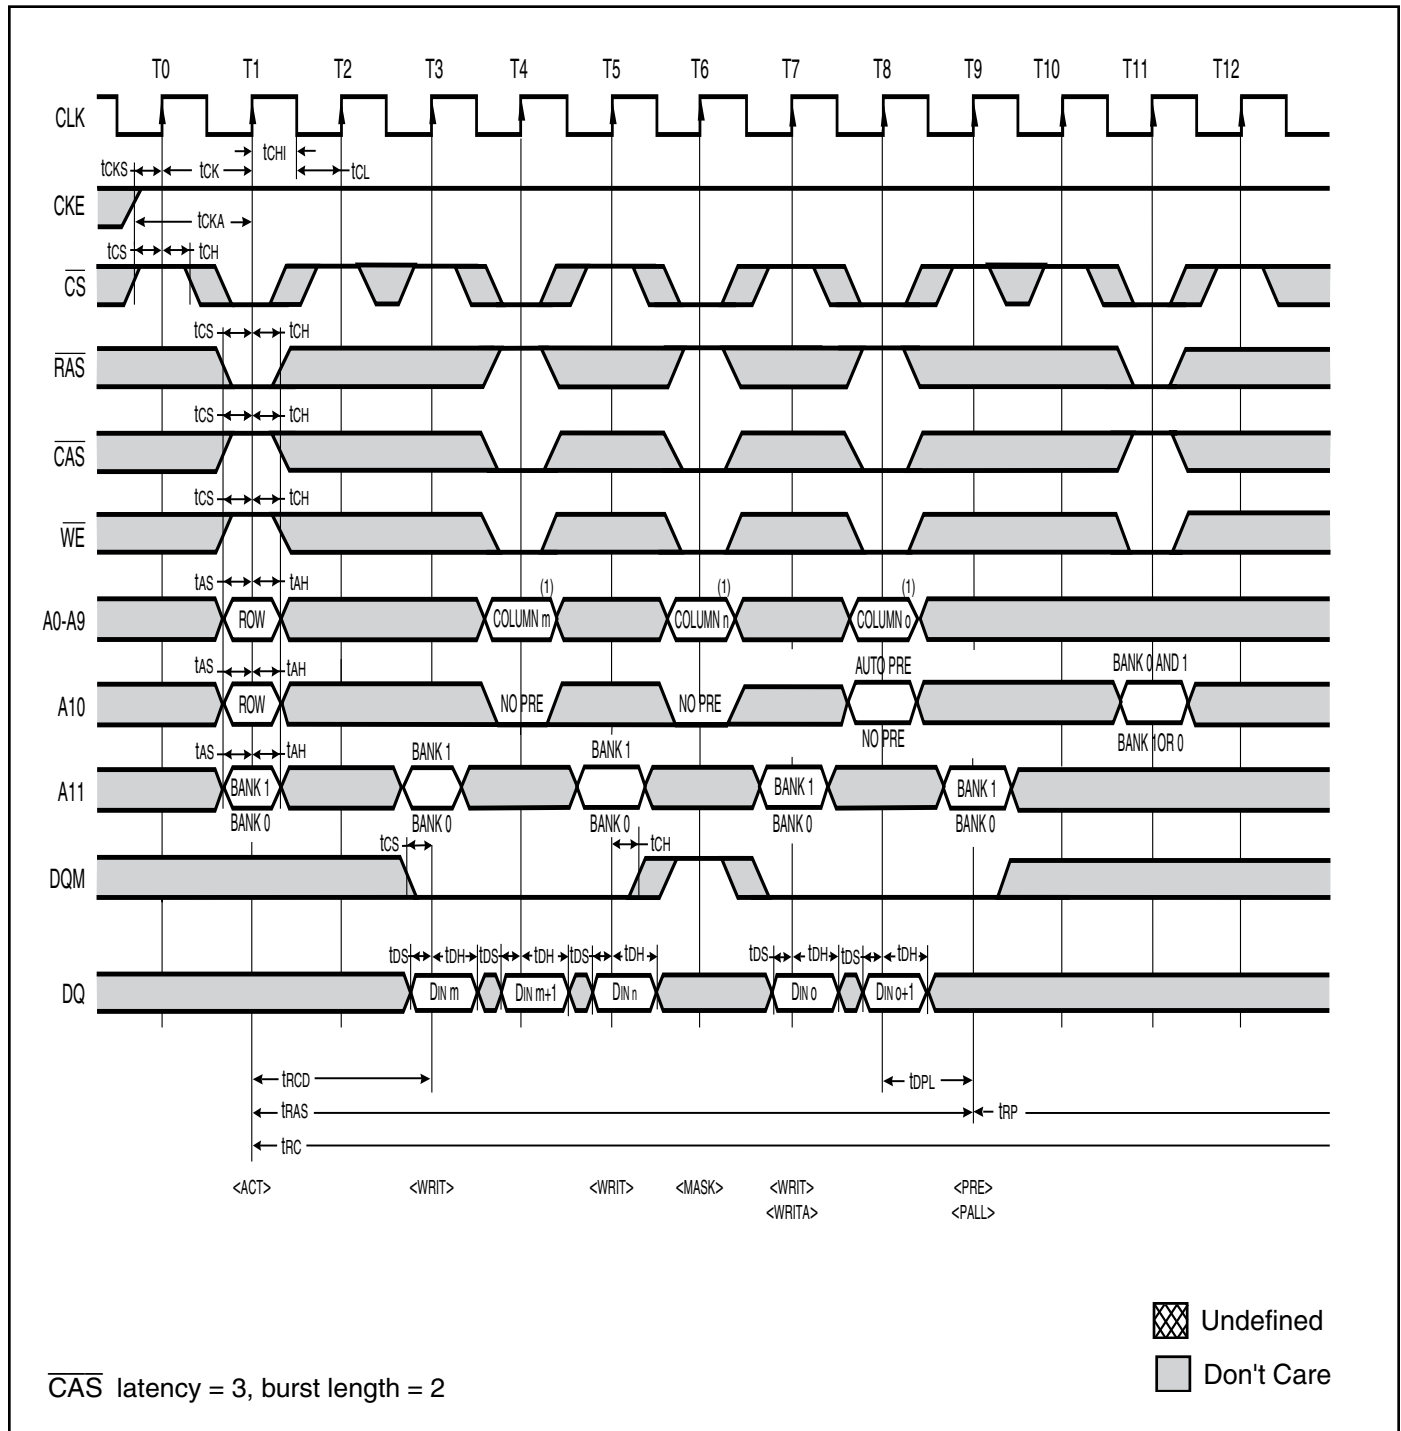 T0 T1 T2 T3 T4 T5 T6 T7 T8 T9 T10 T11 T12
CLK
tCHI
tCKS tCK tCL
CKE
tCKA
tCS tCH
CS
tCS tCH
RAS
tCS tCH
CAS
tCS tCH
WE
tAS tAH (1) (1) (1)
A0-A9 ROW COLUMN m COLUMN n COLUMN o
tAS tAH AUTO PRE BANK 0 AND 1
A10 ROW NO PRE NO PRE
NO PRE BANK 1OR 0
tAS tAH BANK 1 BANK 1
A11 BANK 1 BANK 1 BANK 1
BANK 0 BANK 0 BANK 0 BANK 0 BANK 0
tCS tCH
DQM
tDS tDH tDS tDH tDS tDH tDS tDH tDS tDH
DQ DIN m DIN m+1 DIN n DIN o DIN o+1
tRCD tDPL
tRAS tRP
tRC
<ACT> <WRIT> <WRIT> <MASK> <WRIT> <PRE>
<WRITA> <PALL>
Undefined
Don't Care
CAS latency = 3, burst length = 2